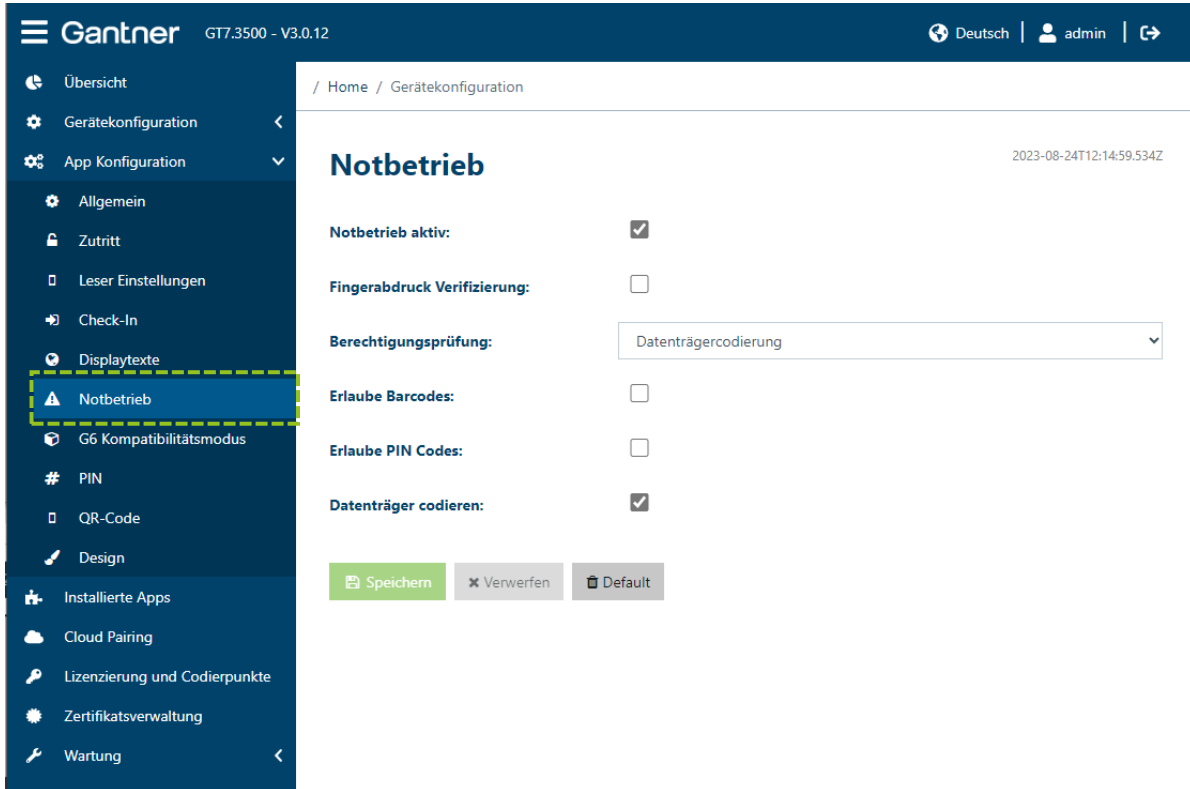 Gantner GT7.3500 - V3.0.12 Deutsch admin
Übersicht
Gerätekonfiguration
App Konfiguration
Allgemein
Zutritt
Leser Einstellungen
Check-In
Displaytexte
Notbetrieb
G6 Kompatibilitätsmodus
PIN
QR-Code
Design
Installierte Apps
Cloud Pairing
Lizenzierung und Codierpunkte
Zertifikatsverwaltung
Wartung
/ Home / Gerätekonfiguration
Notbetrieb 2023-08-24T12:14:59.534Z
Notbetrieb aktiv:
Fingerabdruck Verifizierung:
Berechtigungsprüfung: Datenträgercodierung
Erlaube Barcodes:
Erlaube PIN Codes:
Datenträger codieren:
Speichern Verwerfen Default